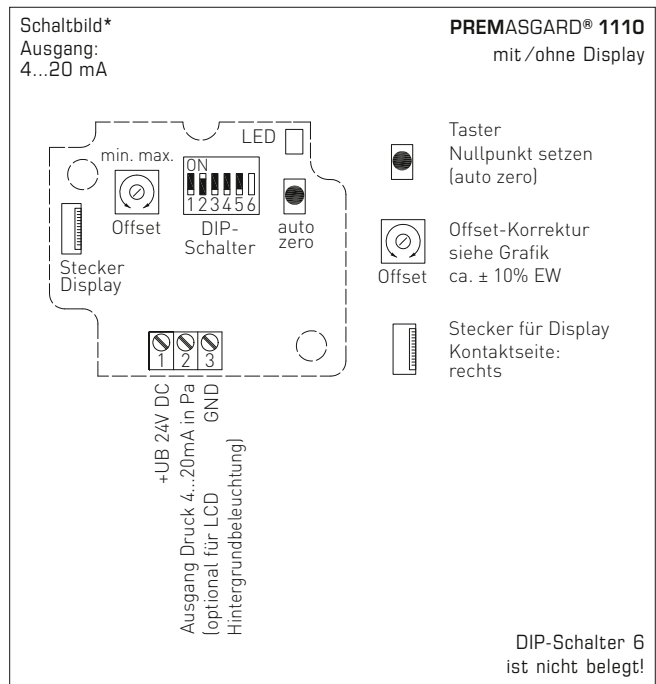 Schaltbild*
Ausgang:
4...20 mA
PREMASGARD® 1110
mit/ohne Display
LED
min. max.
ON
1 2 3 4 5 6
Offset
DIP-
Schalter
auto
zero
Stecker
Display
1 2 3
+UB 24V DC
Ausgang Druck 4...20mA in Pa
GND
(optional für LCD
Hintergrundbeleuchtung)
Taster
Nullpunkt setzen
(auto zero)
Offset
Offset-Korrektur
siehe Grafik
ca. ± 10% EW
Stecker für Display
Kontaktseite:
rechts
DIP-Schalter 6
ist nicht belegt!